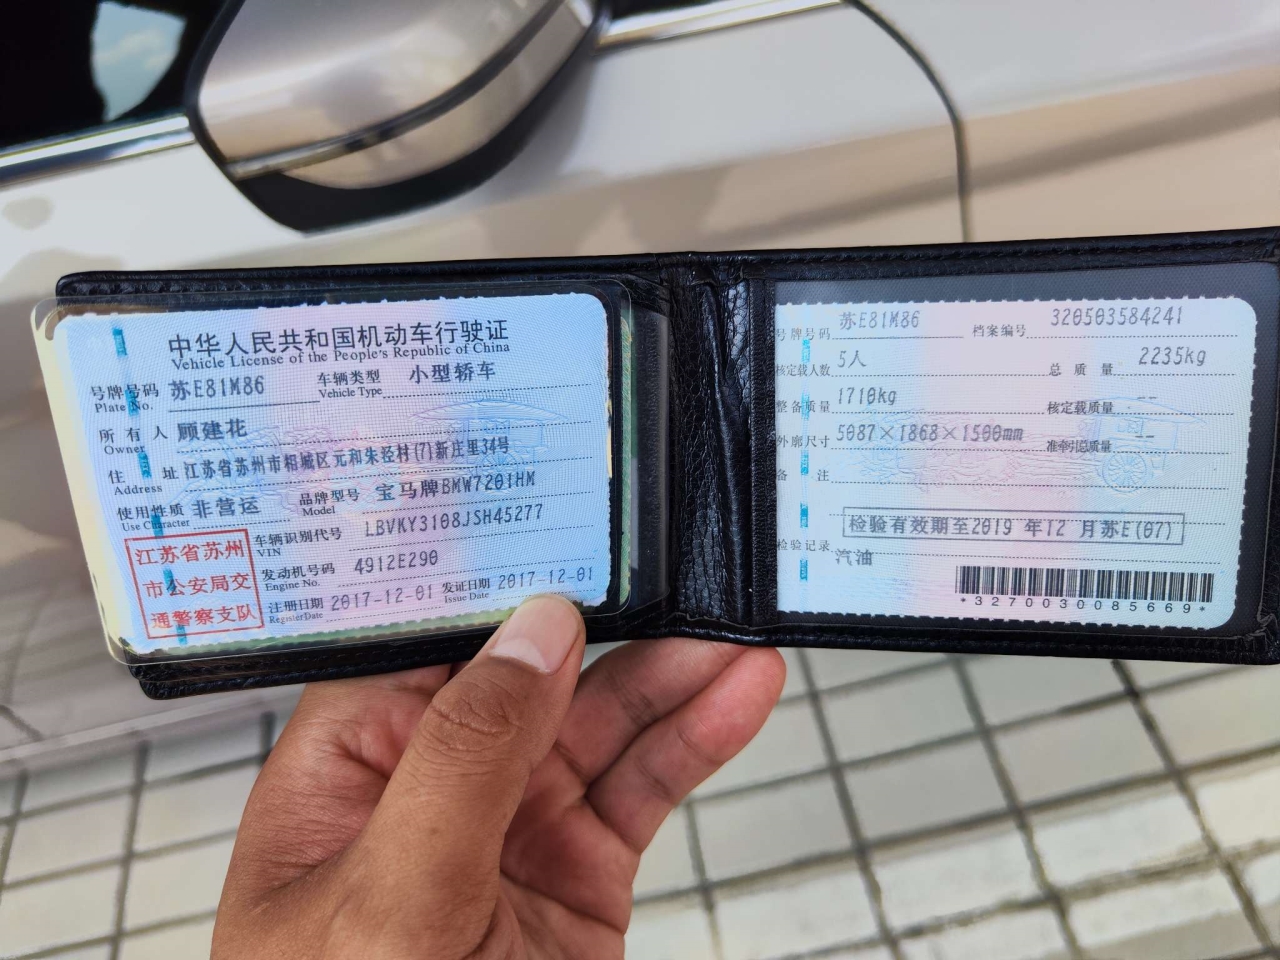 中华人民共和国机动车行驶证
Vehicle License of the People's Republic of China
号牌号码 苏E81M86 车辆类型 小型轿车
Plate No. Vehicle Type
所有人 顾建花
Owner
住址 江苏省苏州市相城区元和朱泾村(7)新庄里34号
Address
使用性质 非营运 品牌型号 宝马牌BMW7201HM
Use Character Model
江苏省苏州
市公安局交
通警察支队
车辆识别代号 LBVKY3108JSH45277
VIN
发动机号码 4912E290
Engine No.
注册日期 2017-12-01 发证日期 2017-12-01
Register Date Issue Date
号牌号码 苏E81M86 档案编号 320503584241
核定载人数 5人 总质量 2235kg
整备质量 1710kg 核定载质量 --
外廓尺寸 5087×1868×1500mm 准牵引总质量 --
备注
检验有效期至2019 年12 月苏E(07)
检验记录
汽油
*3270030085669*